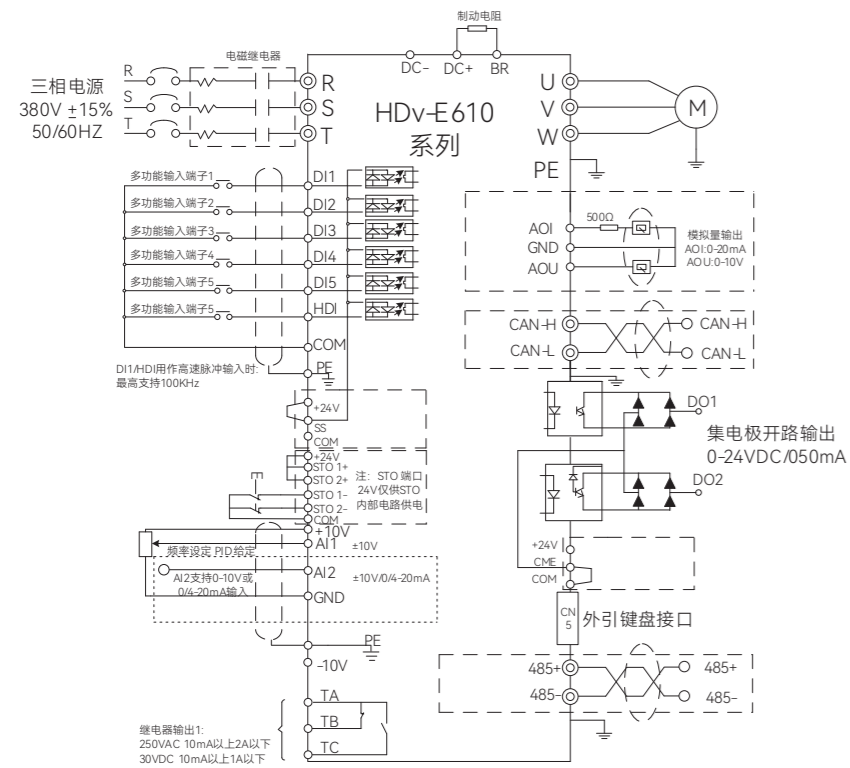 制动电阻
电磁继电器
DC- DC+ BR
三相电源
380V ±15%
50/60HZ
R
S
T
R
S
T
HDv-E610
系列
U
V
W
M
PE
多功能输入端子1
多功能输入端子2
多功能输入端子3
多功能输入端子4
多功能输入端子5
多功能输入端子5
DI1
DI2
DI3
DI4
DI5
HDI
COM
PE
DI1/HDI用作高速脉冲输入时:
最高支持100KHz
+24V
SS
COM
+24V
STO 1+
STO 2+
STO 1-
STO 2-
COM
注: STO 端口
24V仅供STO
内部电路供电
E
+10V
AI1 ±10V
频率设定 PID给定
AI2 ±10V/0/4-20mA
AI2支持0-10V或
0/4-20mA输入
GND
PE
-10V
TA
TB
TC
继电器输出1:
250VAC 10mA以上2A以下
30VDC 10mA以上1A以下
AOI
GND
AOU
500Ω
模拟量输出
AOI:0-20mA
AOU:0-10V
CAN-H
CAN-L
CAN-H
CAN-L
DO1
集电极开路输出
0-24VDC/050mA
DO2
+24V
CME
COM
CN
5
外引键盘接口
485+
485-
485+
485-